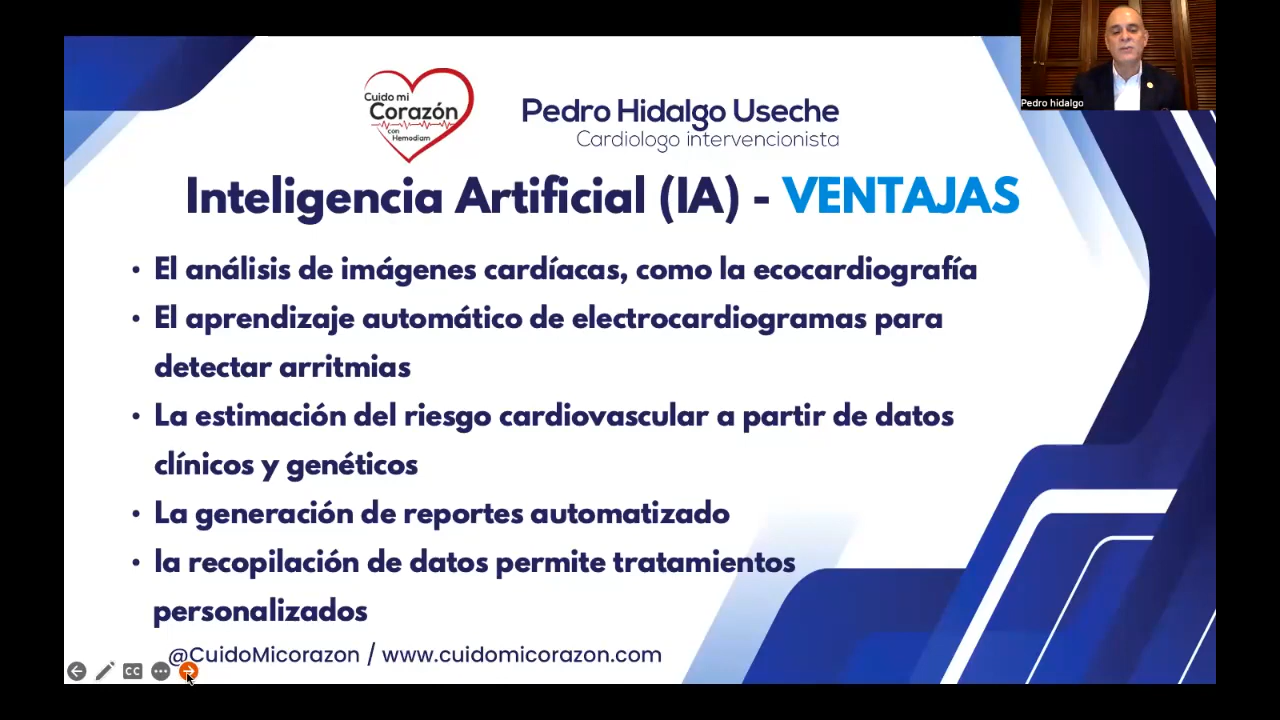 Cuido mi
Corazón
con
Hemodiam
Pedro Hidalgo Useche
Cardiologo intervencionista
Pedro hidalgo
Inteligencia Artificial (IA) - VENTAJAS
• El análisis de imágenes cardíacas, como la ecocardiografía
• El aprendizaje automático de electrocardiogramas para
detectar arritmias
• La estimación del riesgo cardiovascular a partir de datos
clínicos y genéticos
• La generación de reportes automatizado
• la recopilación de datos permite tratamientos
personalizados
@CuidoMicorazon / www.cuidomicorazon.com
CC